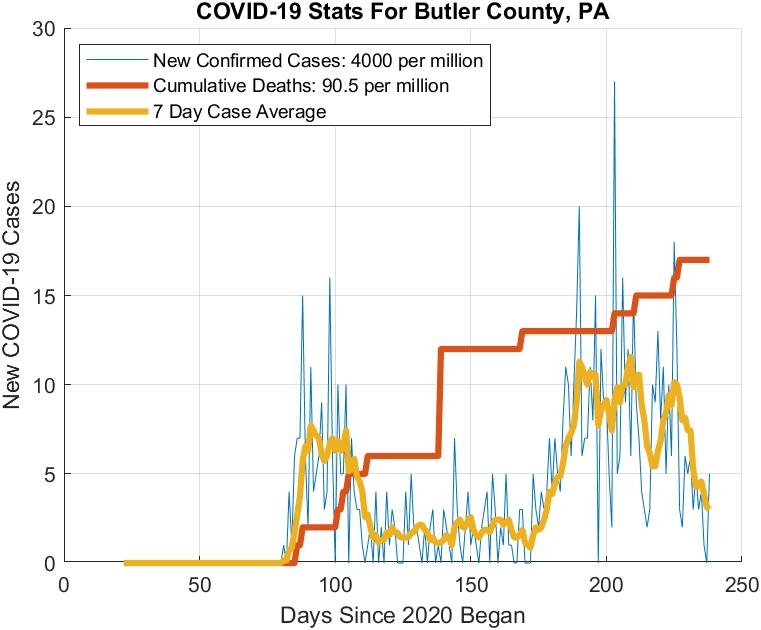 COVID-19 Stats For Butler County, PA
30
New Confirmed Cases: 4000 per million
Cumulative Deaths: 90.5 per million
7 Day Case Average
25
20
15
10
5
0
New COVID-19 Cases
0 50 100 150 200 250
Days Since 2020 Began